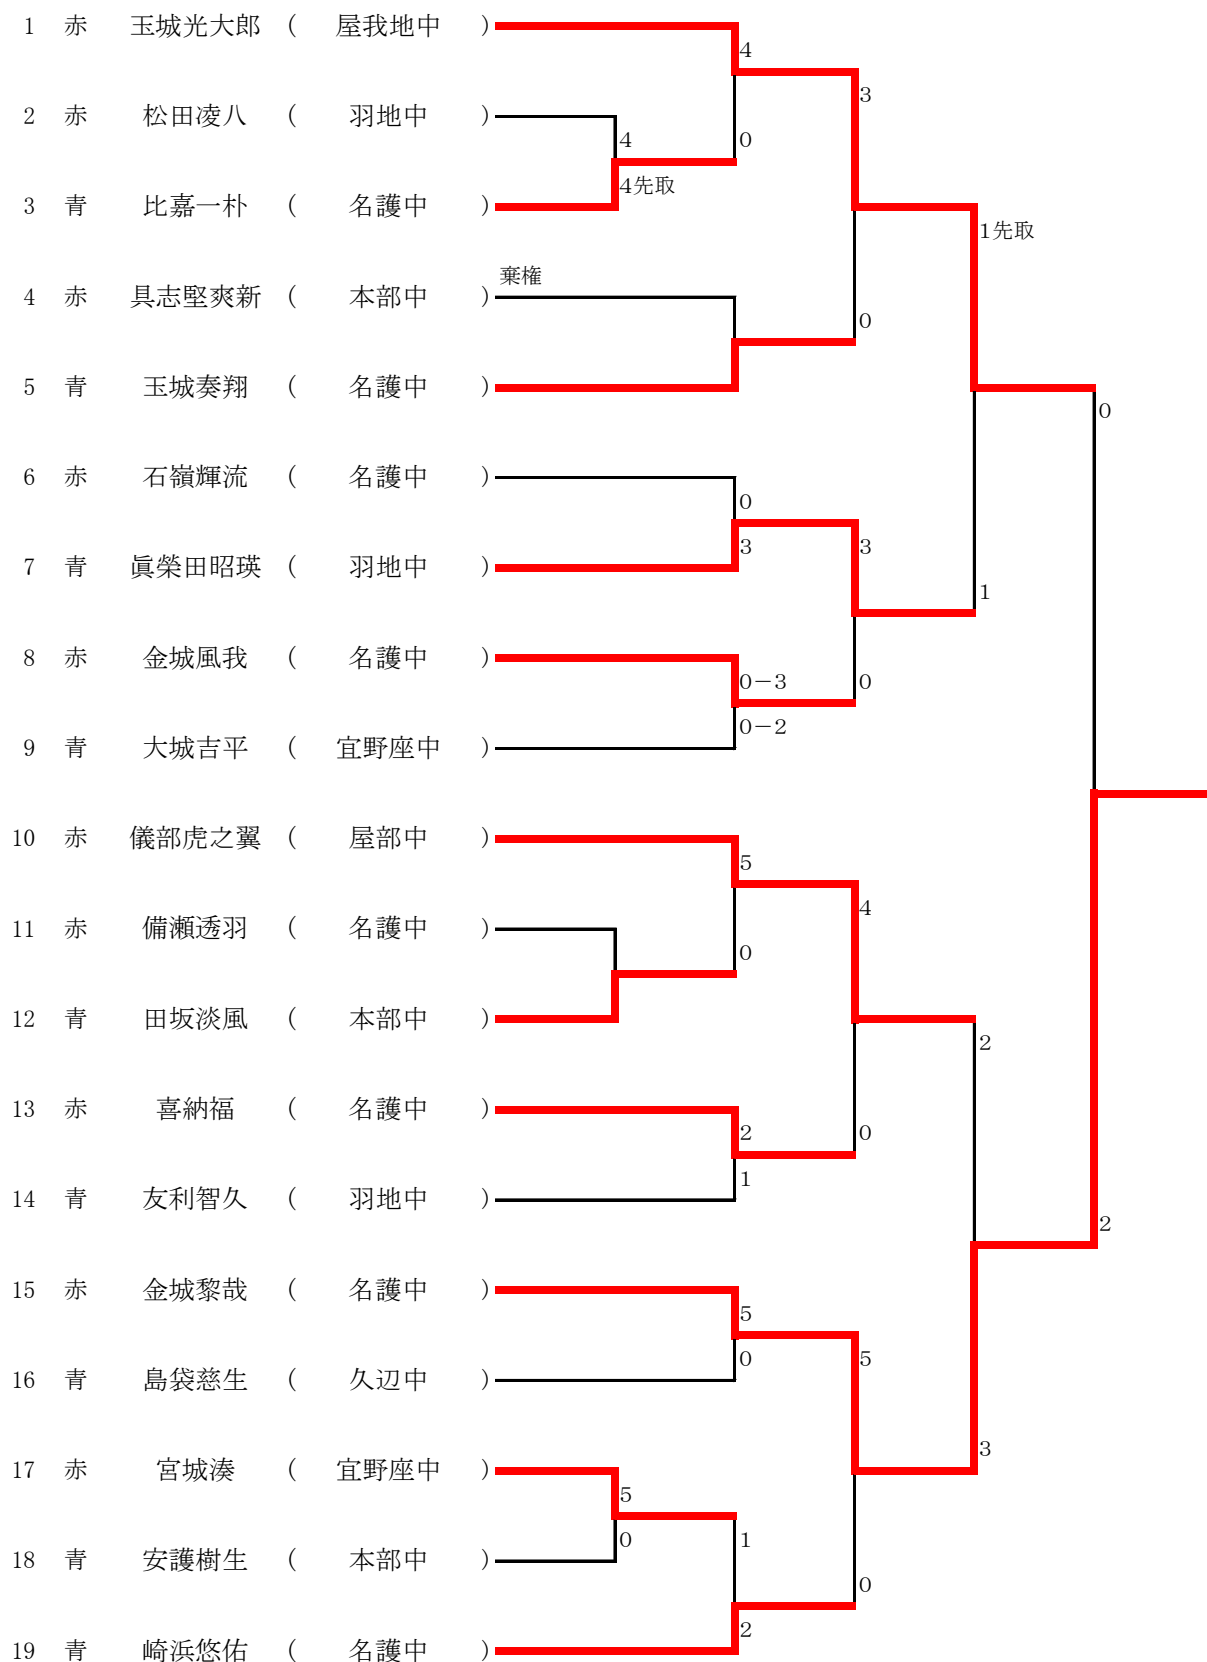 1 赤 玉城光大郎 ( 屋我地中 )
4
3
2 赤 松田凌八 ( 羽地中 )
4
0
4先取
3 青 比嘉一朴 ( 名護中 )
1先取
棄権
4 赤 具志堅爽新 ( 本部中 )
0
5 青 玉城奏翔 ( 名護中 )
0
6 赤 石嶺輝流 ( 名護中 )
0
3
3
7 青 眞榮田昭瑛 ( 羽地中 )
1
8 赤 金城風我 ( 名護中 )
0-3
0
0-2
9 青 大城吉平 ( 宜野座中 )
10 赤 儀部虎之翼 ( 屋部中 )
5
4
11 赤 備瀬透羽 ( 名護中 )
0
12 青 田坂淡風 ( 本部中 )
2
13 赤 喜納福 ( 名護中 )
2
0
1
14 青 友利智久 ( 羽地中 )
2
15 赤 金城黎哉 ( 名護中 )
5
0
5
16 青 島袋慈生 ( 久辺中 )
3
17 赤 宮城湊 ( 宜野座中 )
5
0
1
18 青 安護樹生 ( 本部中 )
0
2
19 青 崎浜悠佑 ( 名護中 )